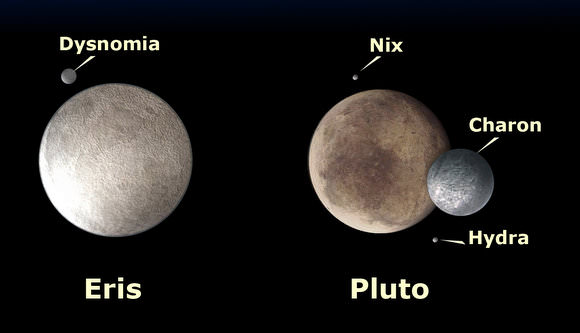 Dysnomia
Nix
Charon
Hydra
Eris
Pluto